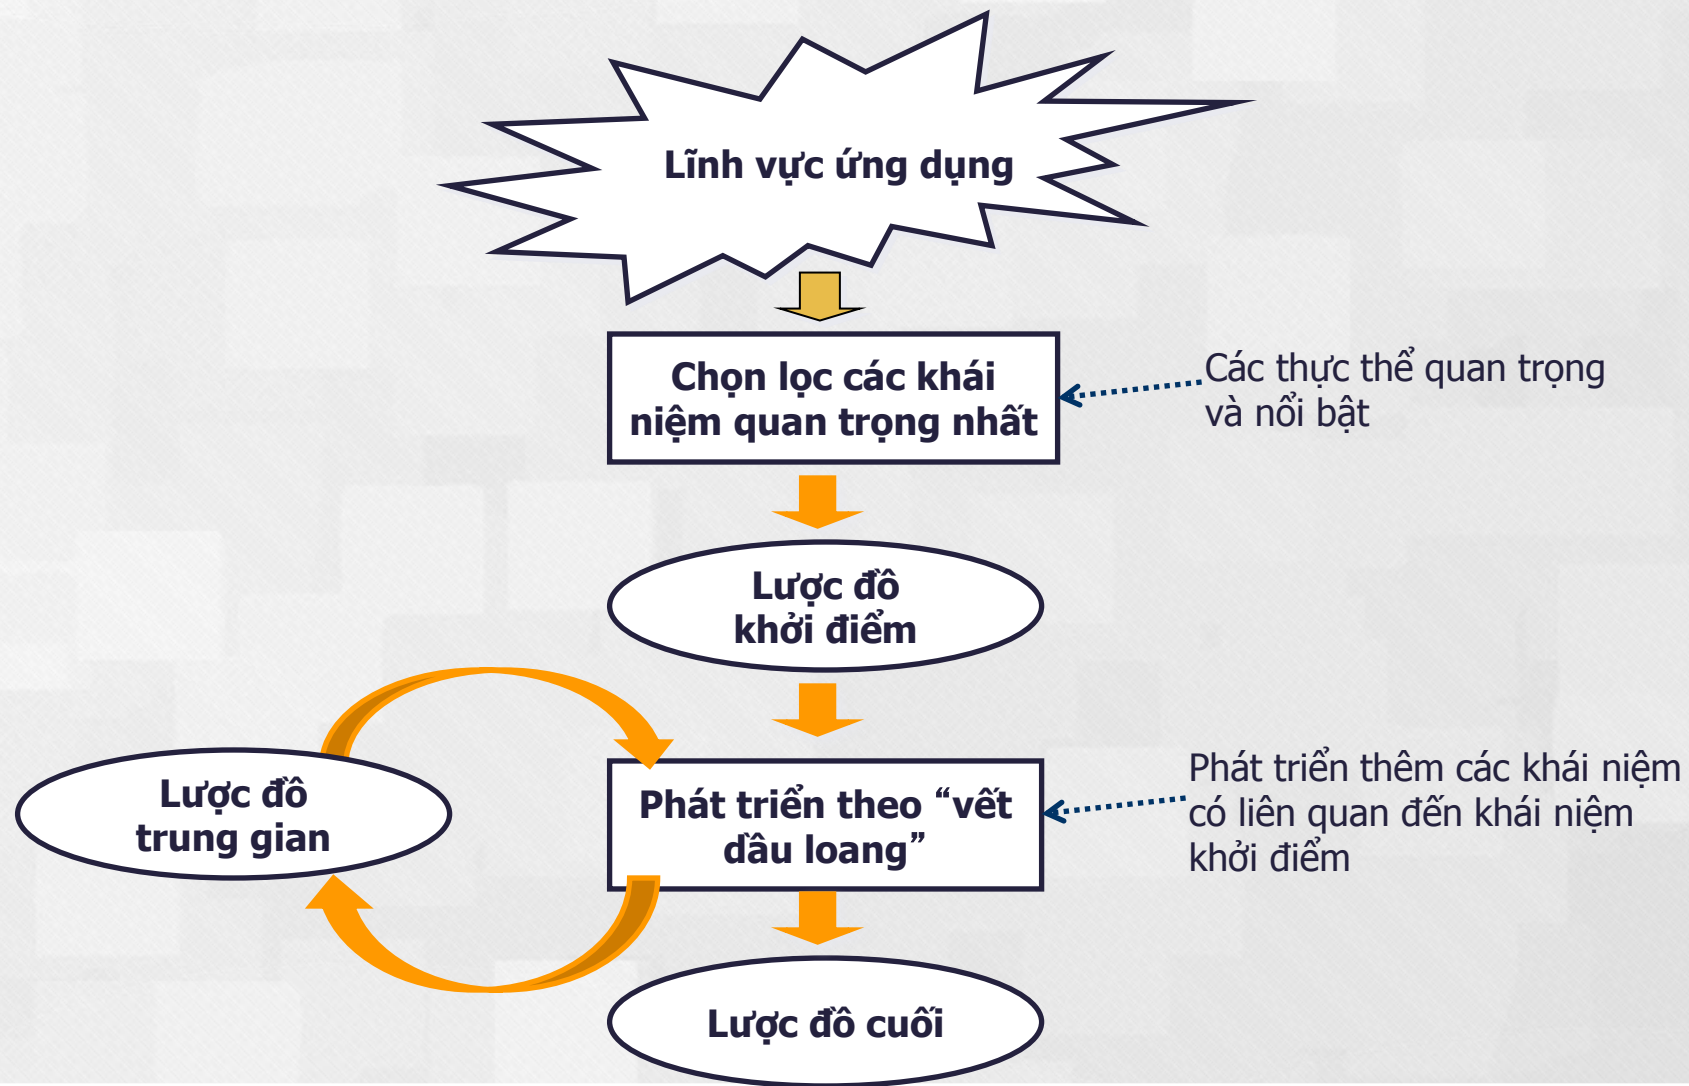 Lĩnh vực ứng dụng
Chọn lọc các khái
niệm quan trọng nhất
Các thực thể quan trọng
và nổi bật
Lược đồ
khởi điểm
Lược đồ
trung gian
Phát triển theo “vết
dầu loang”
Phát triển thêm các khái niệm
có liên quan đến khái niệm
khởi điểm
Lược đồ cuối